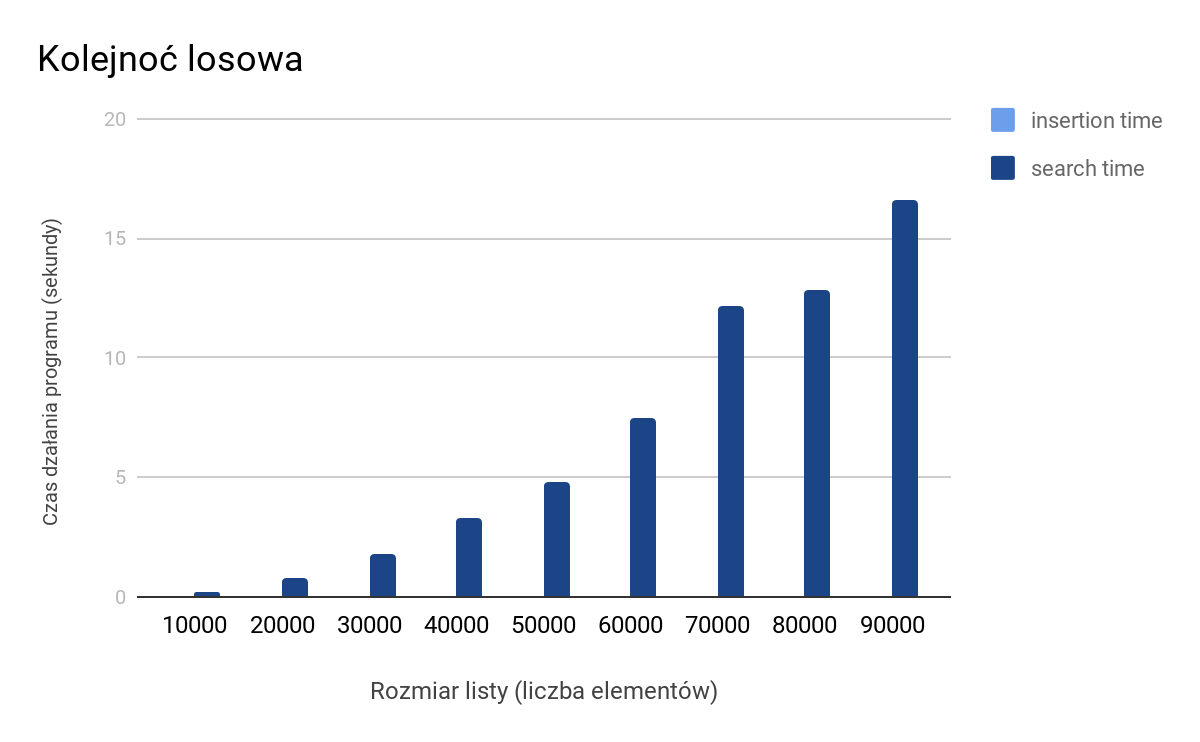 Kolejnoć losowa
insertion time
search time
Czas dzałania programu (sekundy)
20
15
10
5
0
10000 20000 30000 40000 50000 60000 70000 80000 90000
Rozmiar listy (liczba elementów)